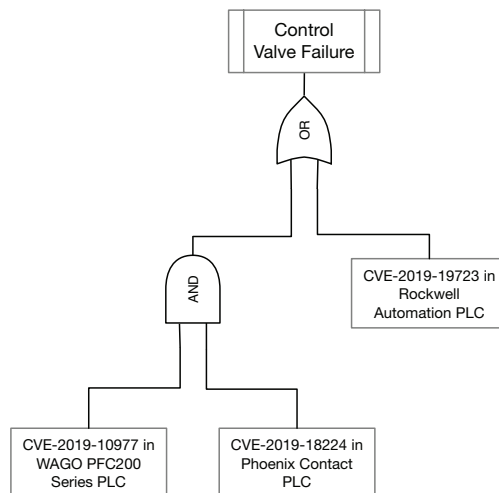 Control
Valve Failure
OR
AND
CVE-2019-19723 in
Rockwell
Automation PLC
CVE-2019-10977 in
WAGO PFC200
Series PLC
CVE-2019-18224 in
Phoenix Contact
PLC